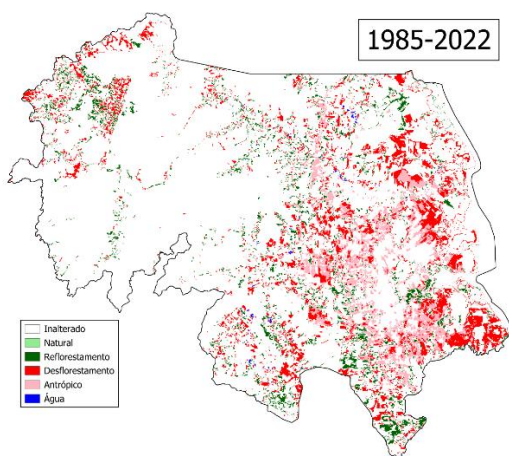 1985-2022
Inalterado
Natural
Reflorestamento
Desflorestamento
Antrópico
Água